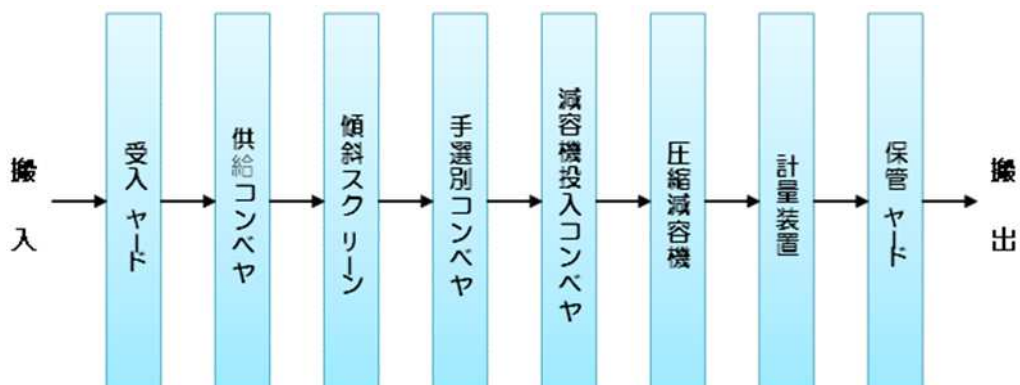 搬入
受入ヤード
供給コンベヤ
傾斜スクリーン
手選別コンベヤ
減容機投入コンベヤ
圧縮減容機
計量装置
保管ヤード
搬出